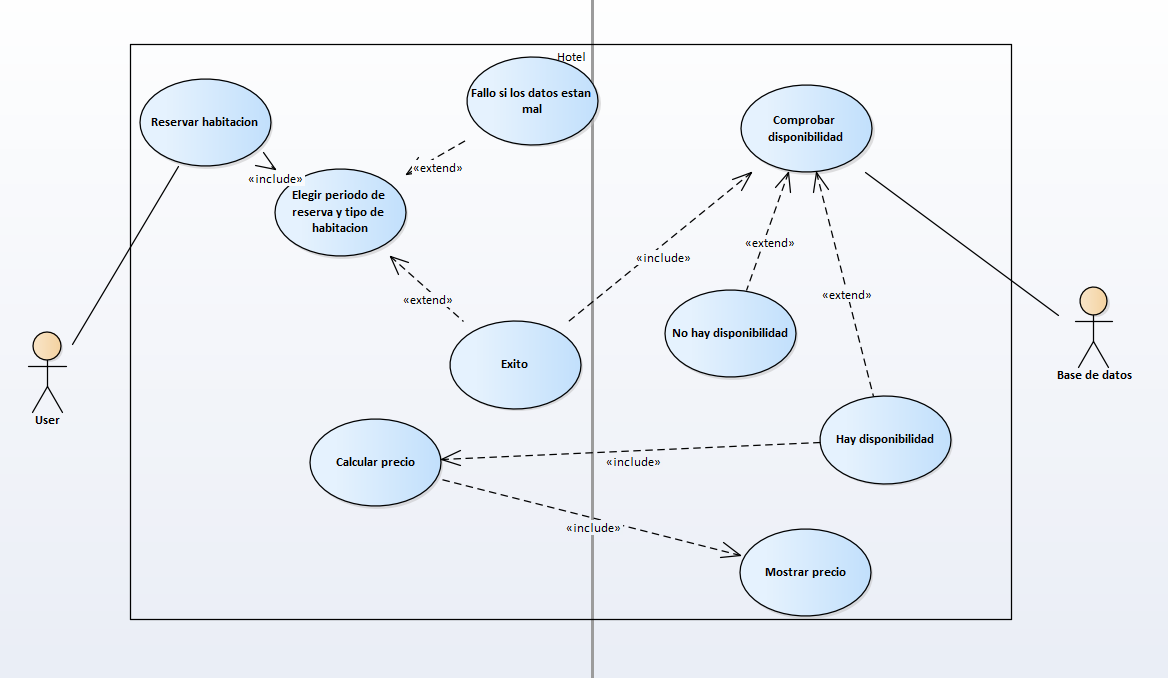 Hotel
Reservar habitacion
Fallo si los datos estan
mal
Comprobar
disponibilidad
«include»
«extend»
Elegir periodo de
reserva y tipo de
habitacion
«include»
«extend»
«extend»
«extend»
No hay disponibilidad
Exito
Base de datos
User
Hay disponibilidad
Calcular precio
«include»
«include»
Mostrar precio